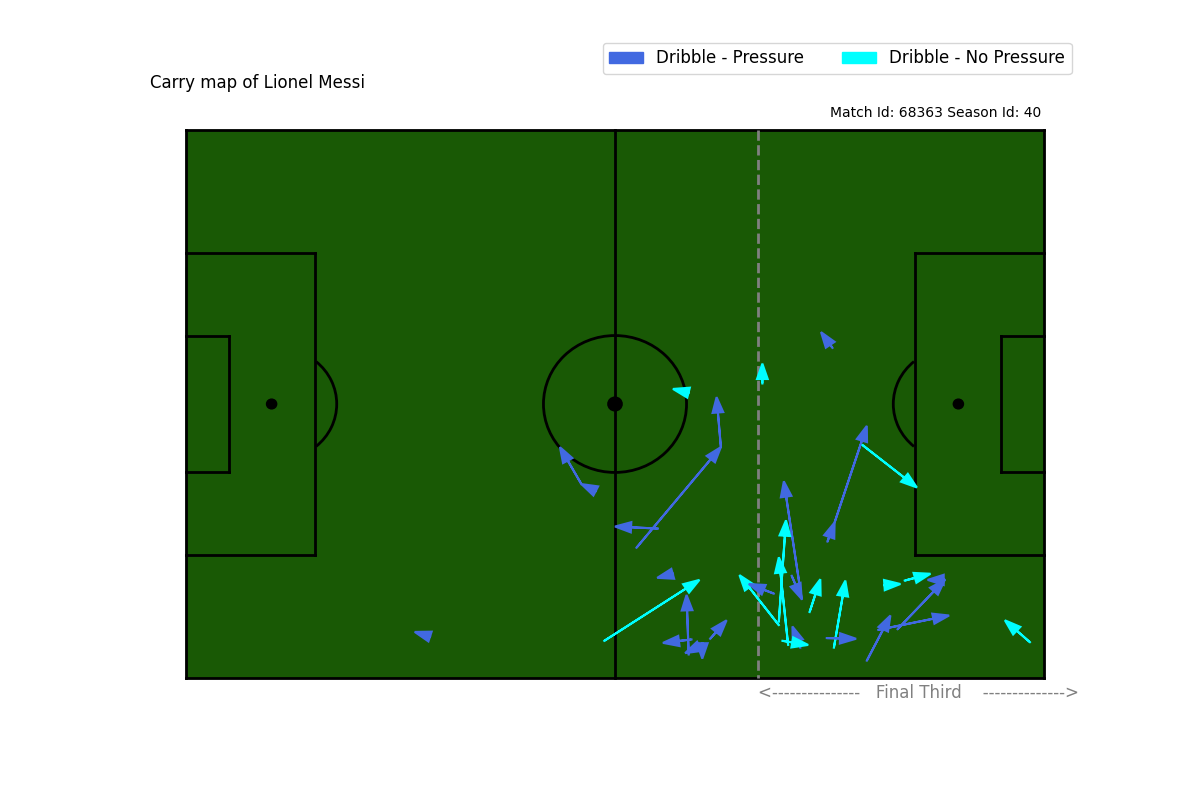 Dribble - Pressure Dribble - No Pressure
Carry map of Lionel Messi
Match Id: 68363 Season Id: 40
<--------------- Final Third -------------->